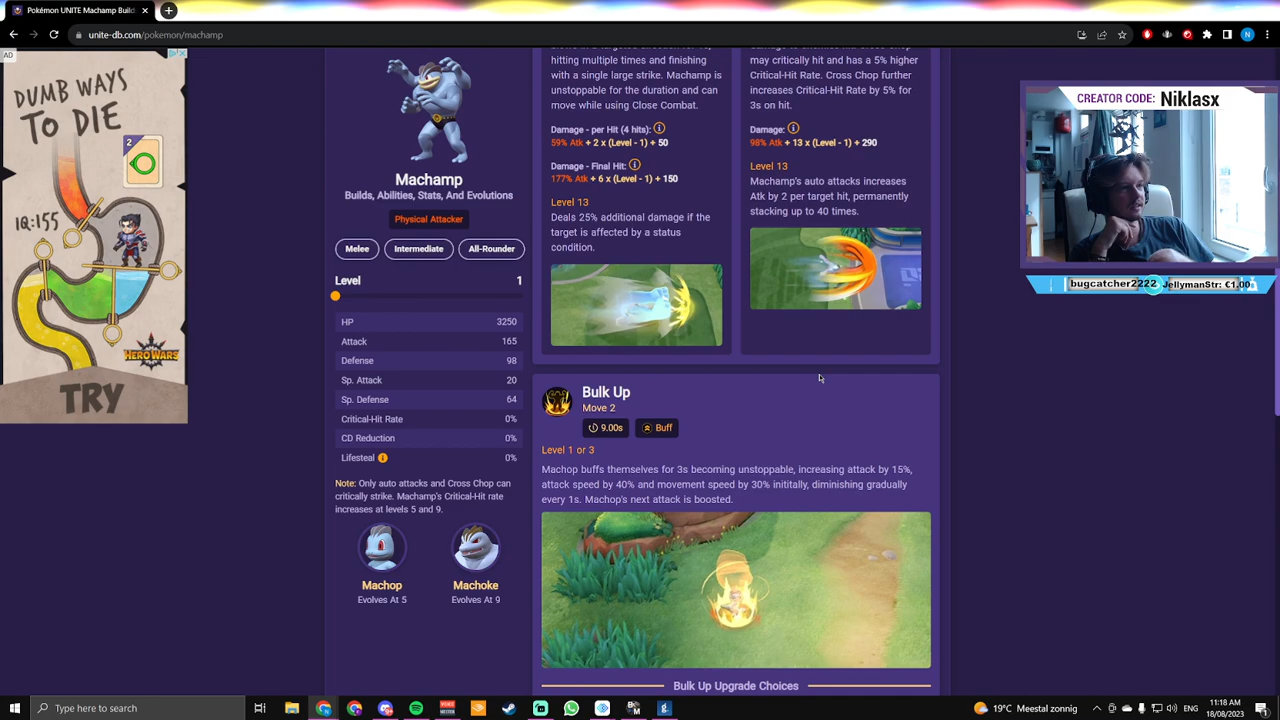 Pokémon UNITE Machamp Build
unite-db.com/pokemon/machamp
N
AD
DUMB WAYS
TO DIE
2
IQ:155
HERO WARS
TRY
Machamp
Builds, Abilities, Stats, And Evolutions
Physical Attacker
Melee
Intermediate
All-Rounder
Level
1
HP 3250
Attack 165
Defense 98
Sp. Attack 20
Sp. Defense 64
Critical-Hit Rate 0%
CD Reduction 0%
Lifesteal 0%
Note: Only auto attacks and Cross Chop can
critically strike. Machamp's Critical-Hit rate
increases at levels 5 and 9.
Machop
Evolves At 5
Machoke
Evolves At 9
hitting multiple times and finishing
with a single large strike. Machamp is
unstoppable for the duration and can
move while using Close Combat.
Damage - per Hit (4 hits):
59% Atk + 2 x (Level - 1) + 50
Damage - Final Hit:
177% Atk + 6 x (Level - 1) + 150
Level 13
Deals 25% additional damage if the
target is affected by a status
condition.
may critically hit and has a 5% higher
Critical-Hit Rate. Cross Chop further
increases Critical-Hit Rate by 5% for
3s on hit.
Damage:
98% Atk + 13 x (Level - 1) + 290
Level 13
Machamp's auto attacks increases
Atk by 2 per target hit, permanently
stacking up to 40 times.
Bulk Up
Move 2
9.00s
Buff
Level 1 or 3
Machop buffs themselves for 3s becoming unstoppable, increasing attack by 15%,
attack speed by 40% and movement speed by 30% inititally, diminishing gradually
every 1s. Machop's next attack is boosted.
Bulk Up Upgrade Choices
CREATOR CODE: Niklasx
bugcatcher2222
JellymanStr: €1.00
Type here to search
19°C Meestal zonnig
11:18 AM
18/08/2023